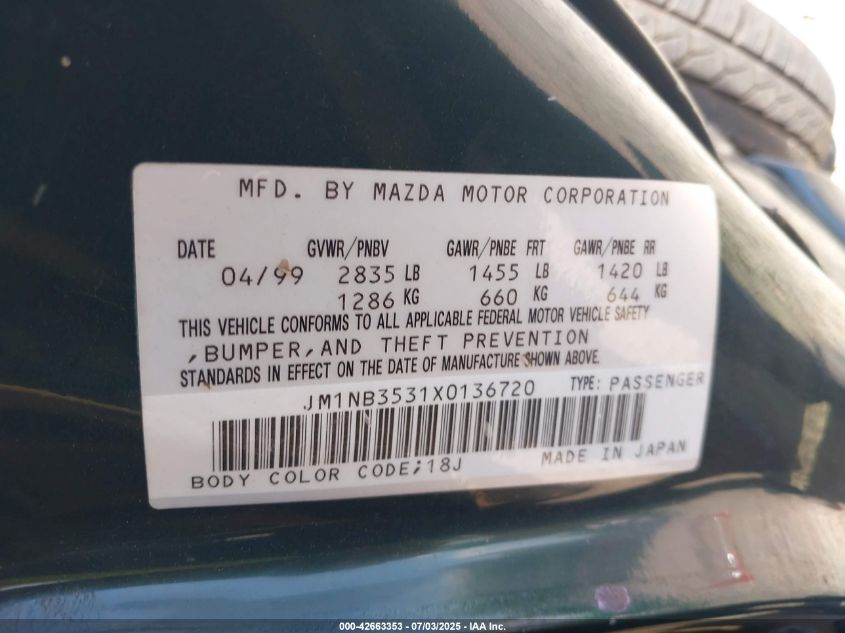 MFD. BY MAZDA MOTOR CORPORATION
DATE GVWR/PNBV GAWR/PNBE FRT GAWR/PNBE RR
04/99 2835 LB 1455 LB 1420 LB
1286 KG 660 KG 644 KG
THIS VEHICLE CONFORMS TO ALL APPLICABLE FEDERAL MOTOR VEHICLE SAFETY
,BUMPER,AND THEFT PREVENTION
STANDARDS IN EFFECT ON THE DATE OF MANUFACTURE SHOWN ABOVE.
JM1NB3531X0136720 TYPE: PASSENGER
BODY COLOR CODE;18J MADE IN JAPAN
000-42663353 - 07/03/2025 - IAA Inc.